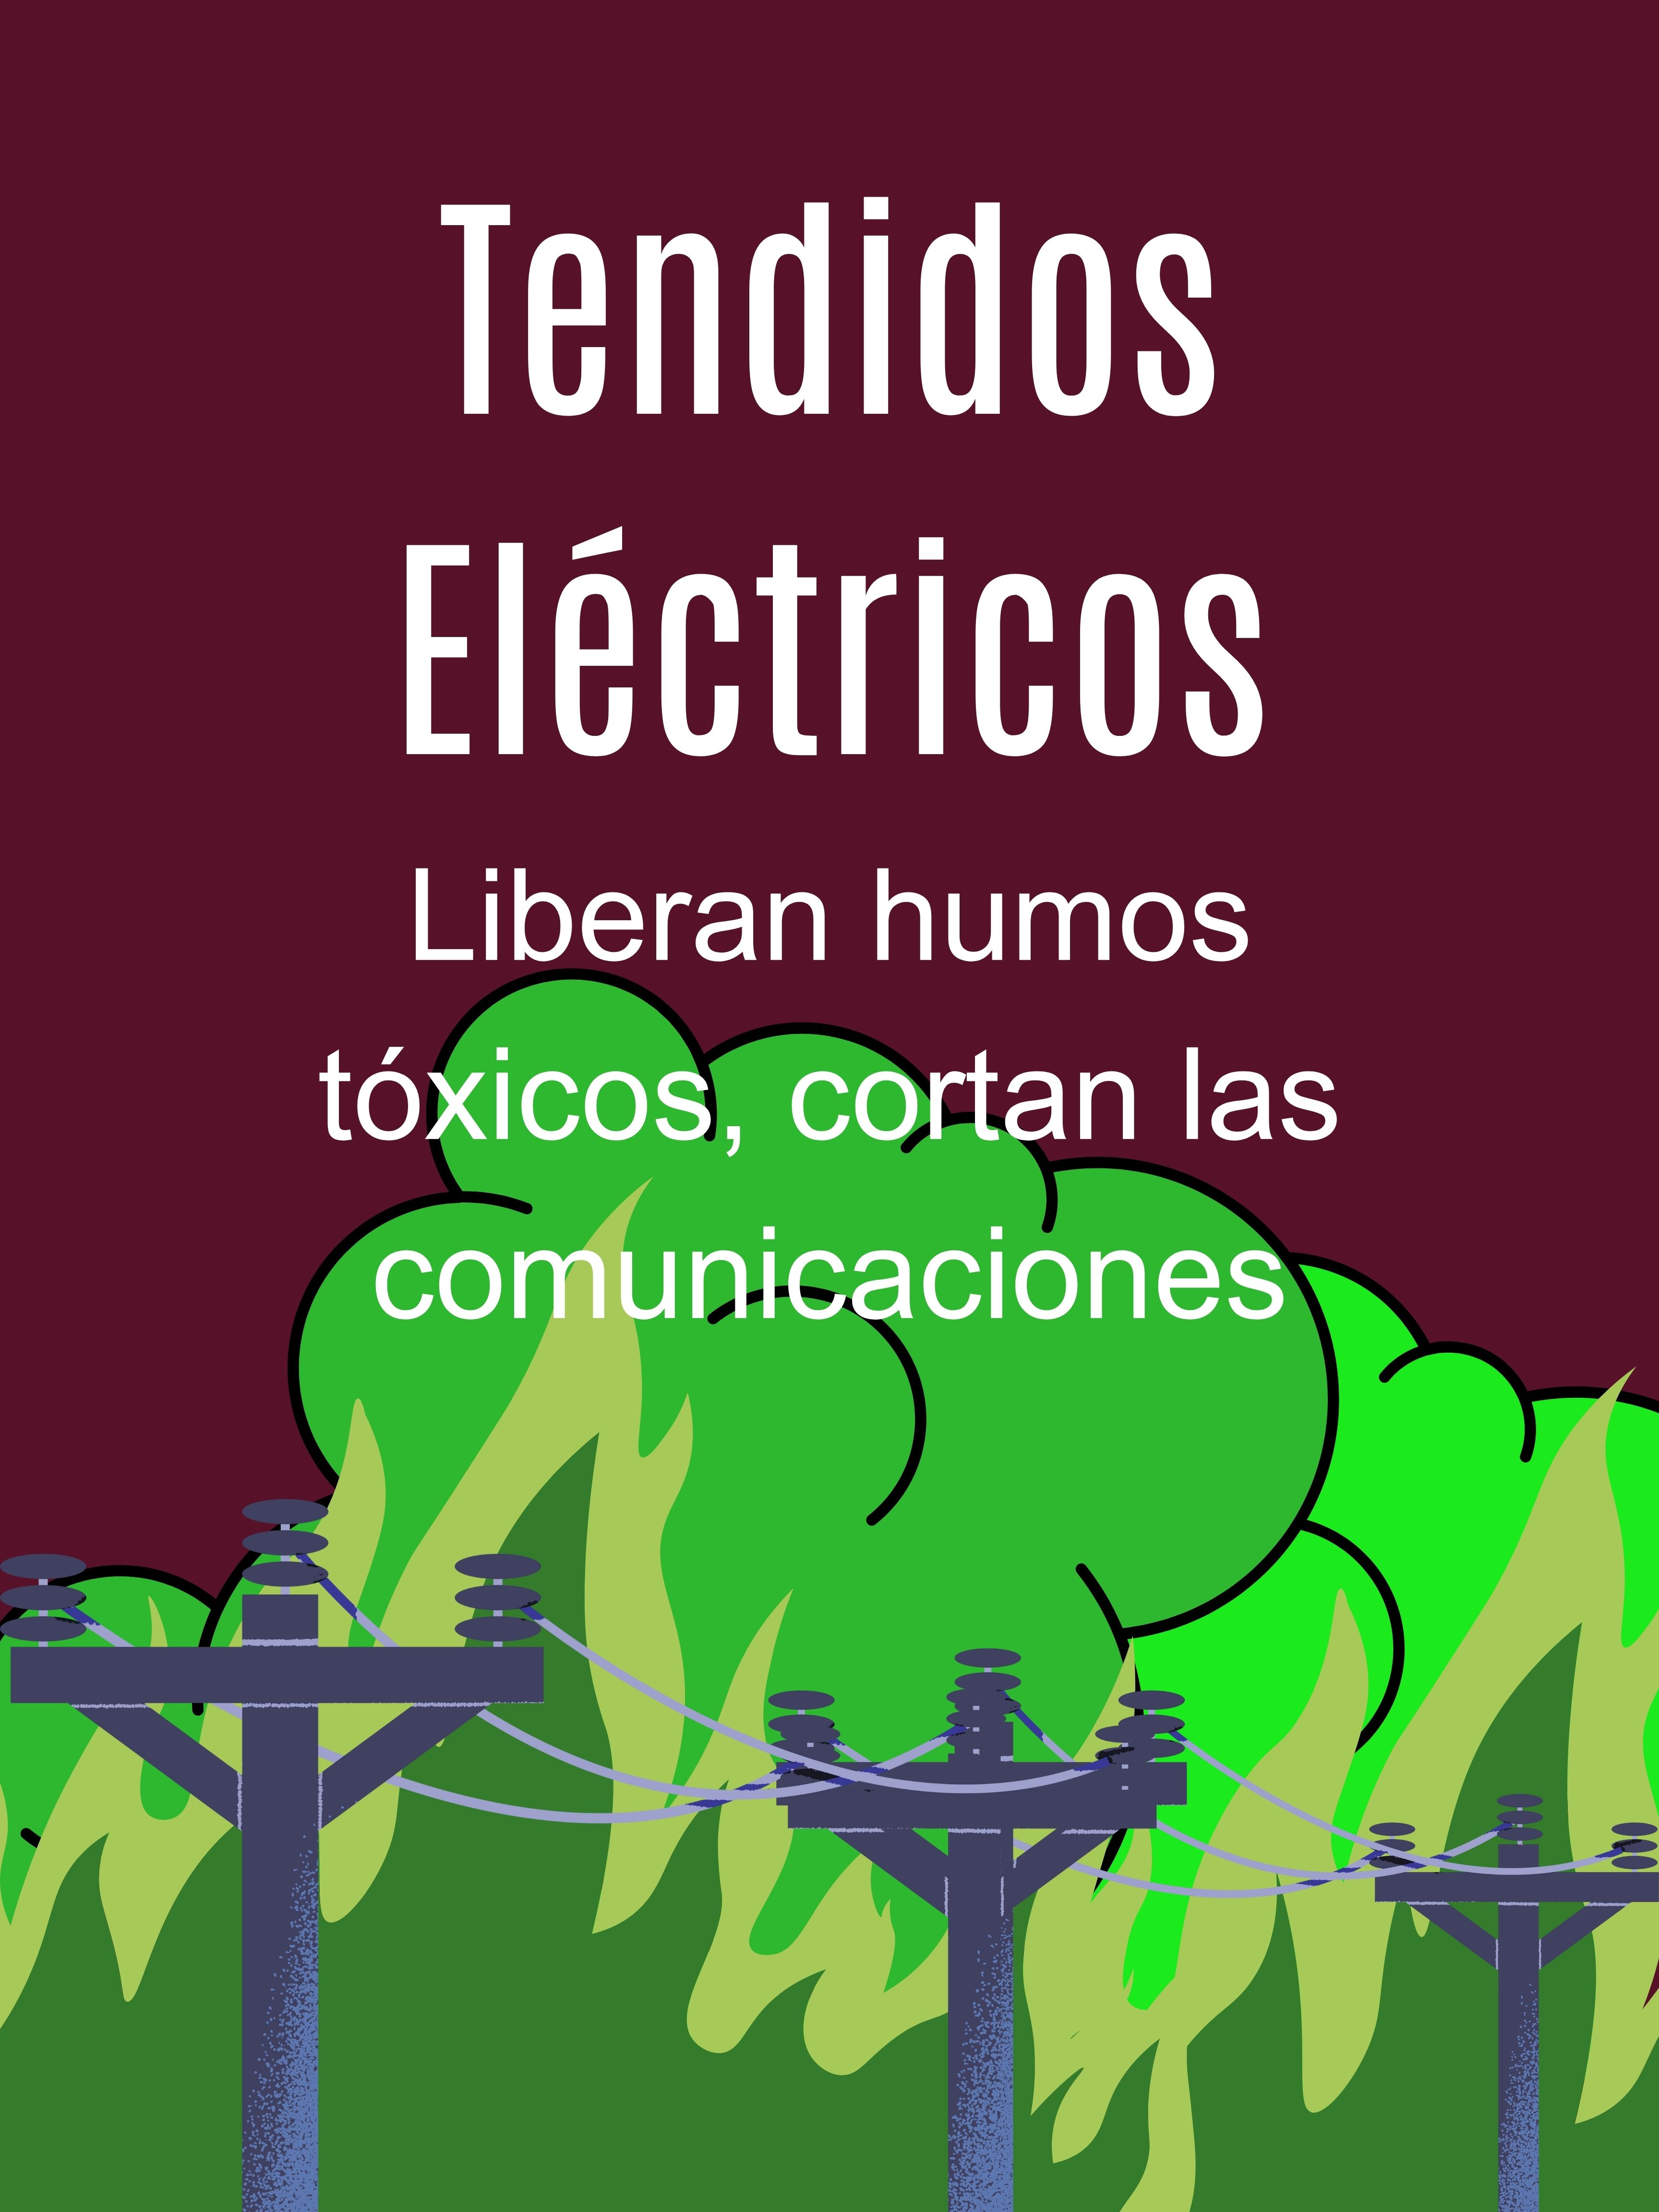 Tendidos
Eléctricos
Liberan humos
tóxicos, cortan las
comunicaciones